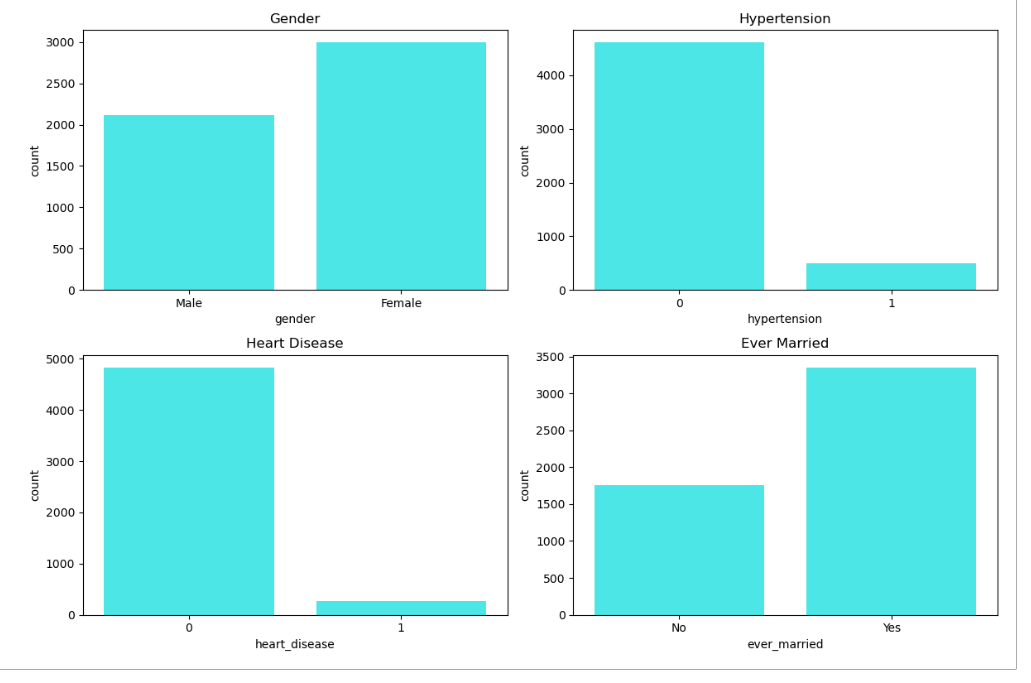 Gender
3000
2500
2000
1500
1000
500
0
count
Male Female
gender
Hypertension
4000
3000
2000
1000
0
count
0 1
hypertension
Heart Disease
5000
4000
3000
2000
1000
0
count
0 1
heart_disease
Ever Married
3500
3000
2500
2000
1500
1000
500
0
count
No Yes
ever_married